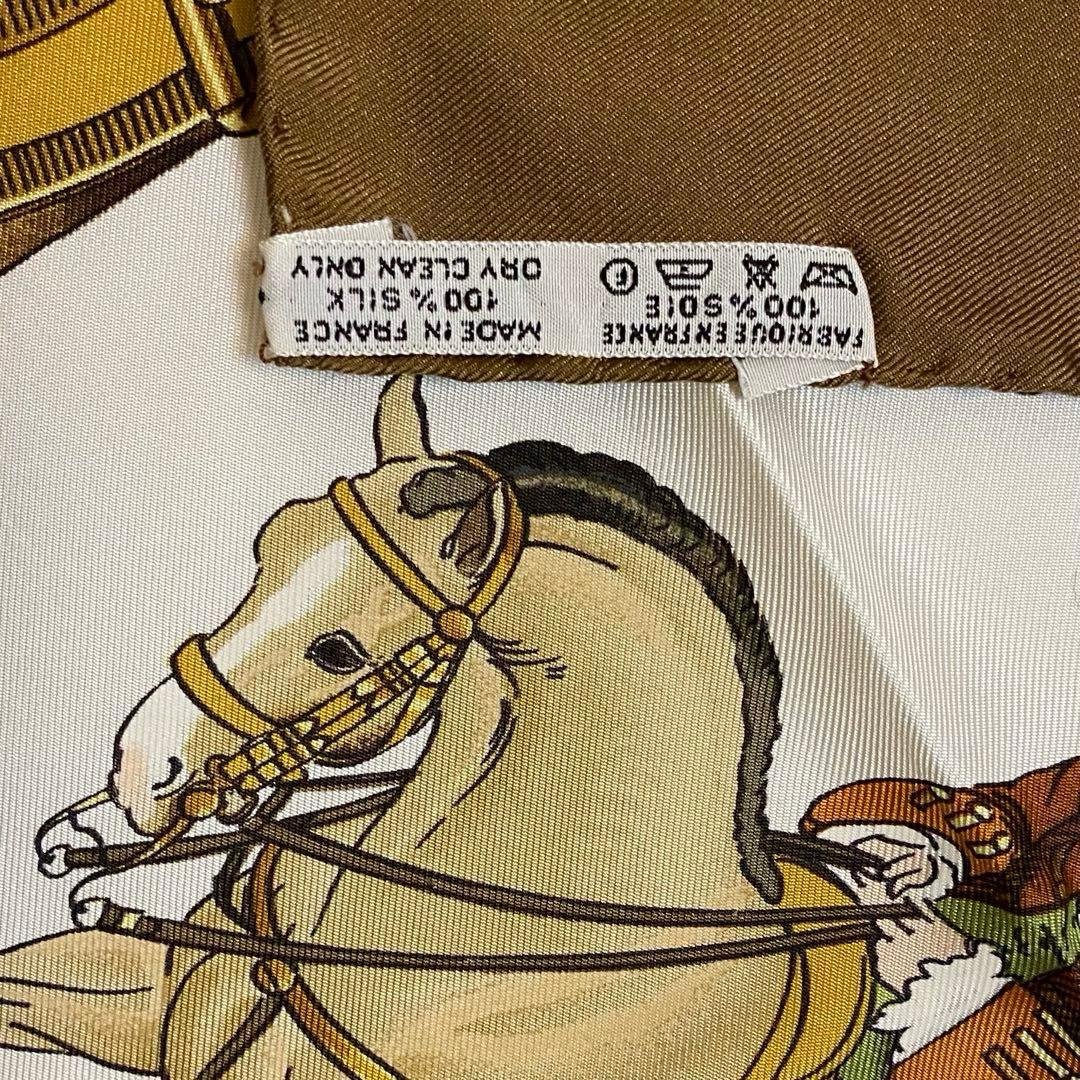 FABRIQUE EN FRANCE
100% SOIE
F
MADE IN FRANCE
100% SILK
DRY CLEAN ONLY